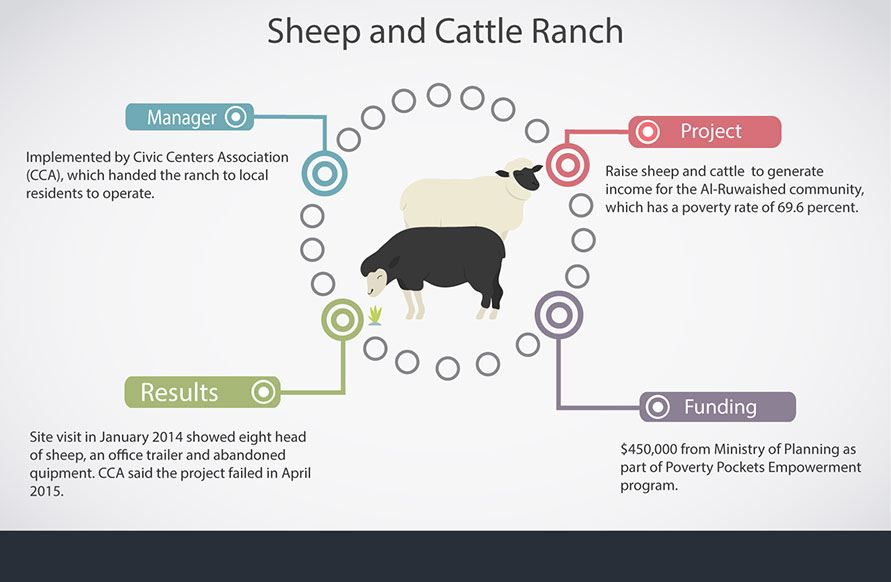 Sheep and Cattle Ranch
Manager
Implemented by Civic Centers Association
(CCA), which handed the ranch to local
residents to operate.
Project
Raise sheep and cattle to generate
income for the Al-Ruwaished community,
which has a poverty rate of 69.6 percent.
Results
Site visit in January 2014 showed eight head
of sheep, an office trailer and abandoned
quipment. CCA said the project failed in April
2015.
Funding
$450,000 from Ministry of Planning as
part of Poverty Pockets Empowerment
program.